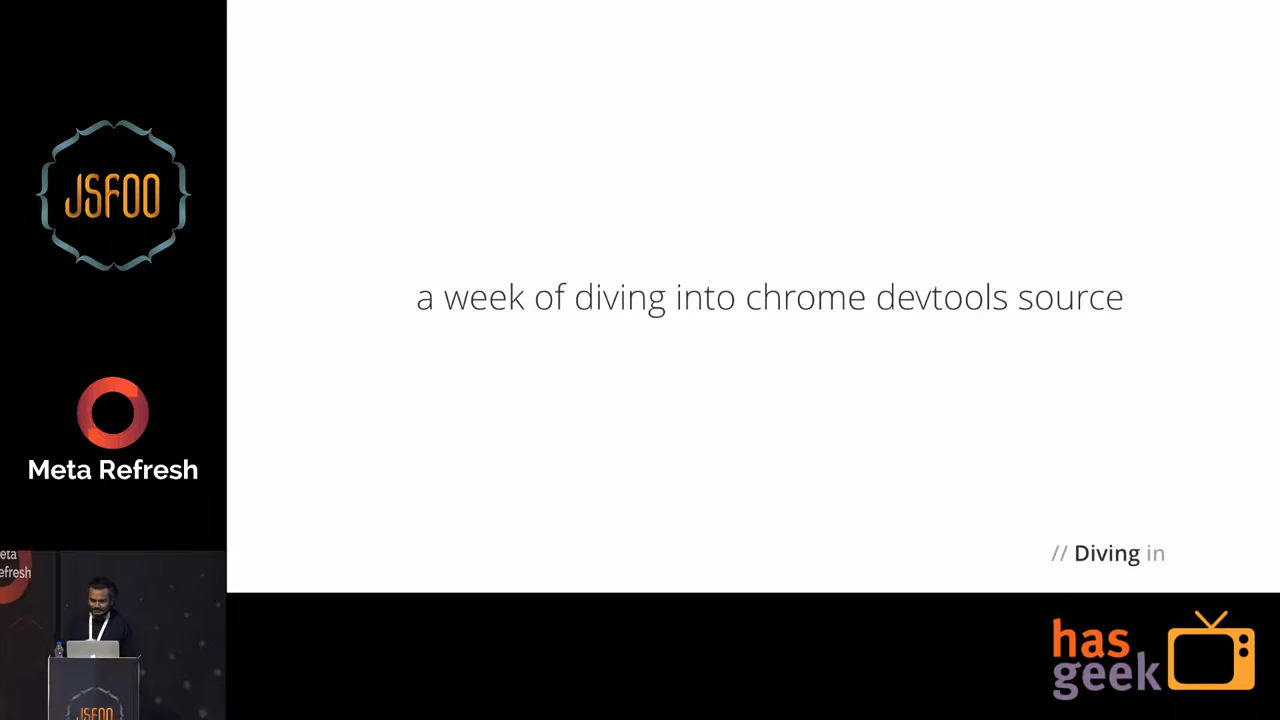 JSFOO
Meta Refresh
eta
efresh
JSFOO
a week of diving into chrome devtools source
// Diving in
has
geek